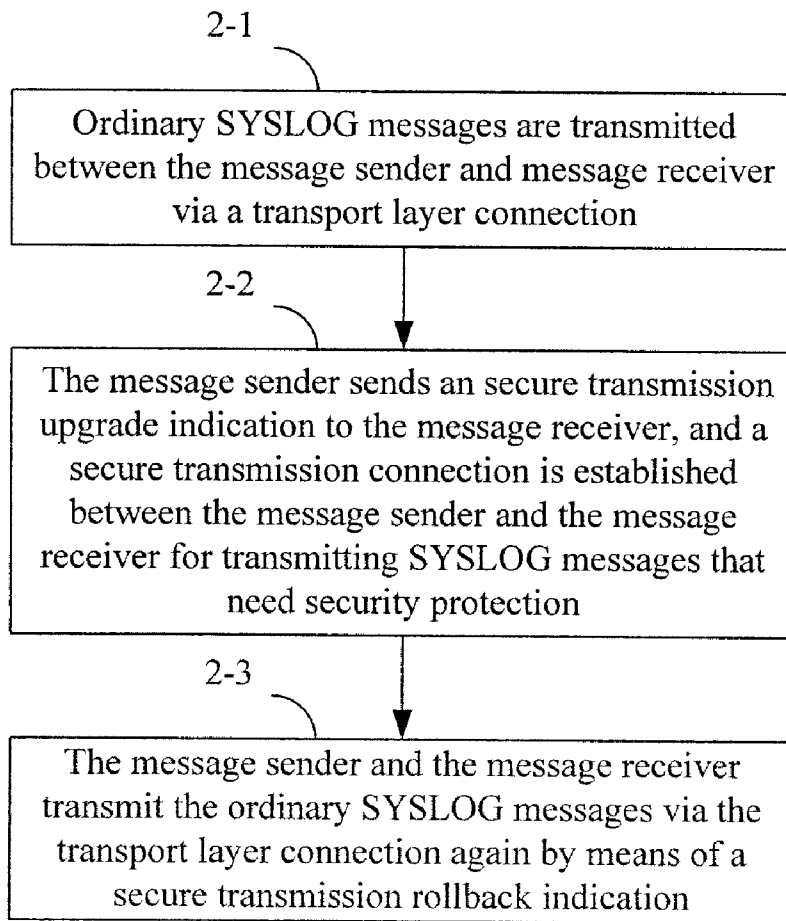 2-1
Ordinary SYSLOG messages are transmitted
between the message sender and message receiver
via a transport layer connection
2-2
The message sender sends an secure transmission
upgrade indication to the message receiver, and a
secure transmission connection is established
between the message sender and the message
receiver for transmitting SYSLOG messages that
need security protection
2-3
The message sender and the message receiver
transmit the ordinary SYSLOG messages via the
transport layer connection again by means of a
secure transmission rollback indication